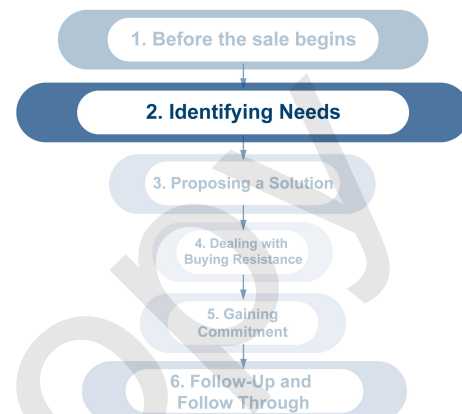 1. Before the sale begins
2. Identifying Needs
3. Proposing a Solution
4. Dealing with
Buying Resistance
5. Gaining
Commitment
6. Follow-Up and
Follow Through